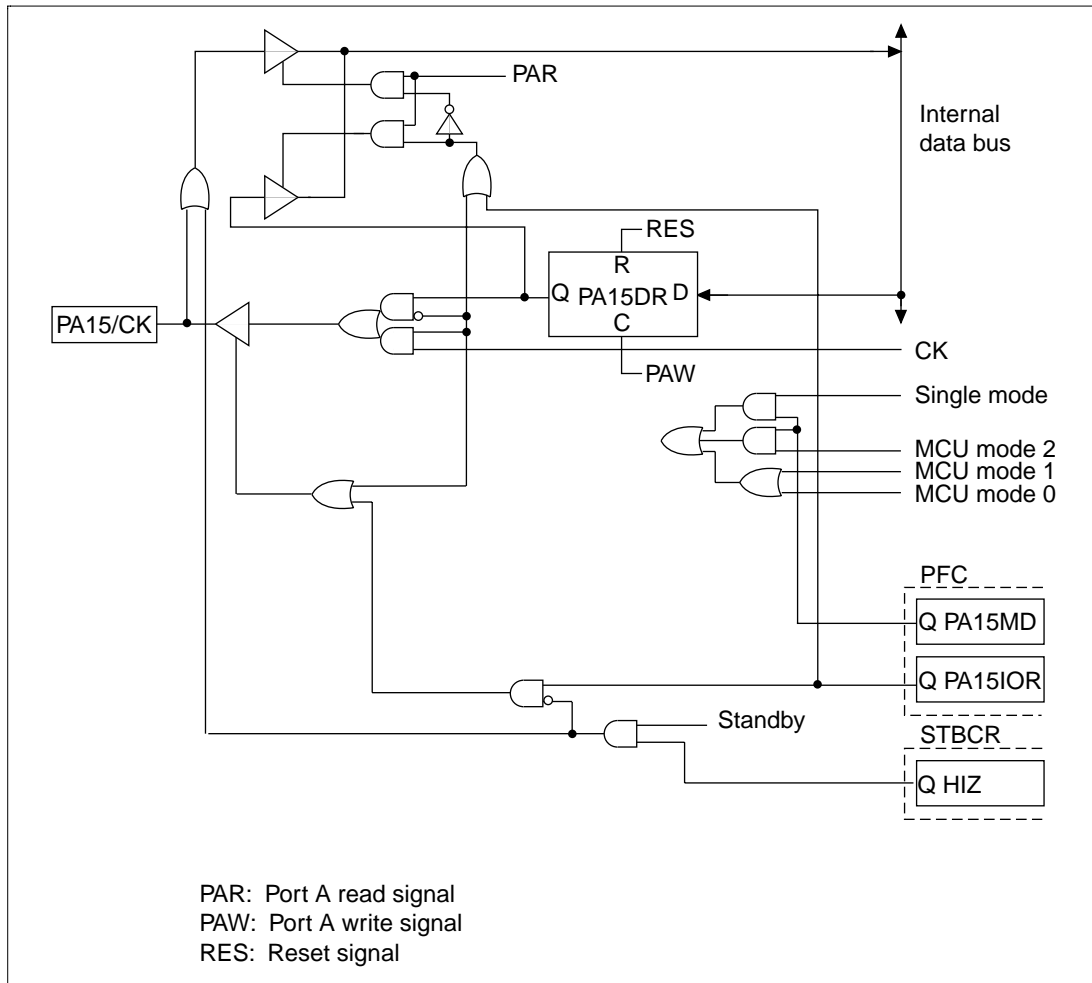 PAR
Internal
data bus
RES
R
Q PA15DR D
C
PA15/CK
CK
PAW
Single mode
MCU mode 2
MCU mode 1
MCU mode 0
PFC
Q PA15MD
Q PA15IOR
Standby
STBCR
Q HIZ
PAR: Port A read signal
PAW: Port A write signal
RES: Reset signal